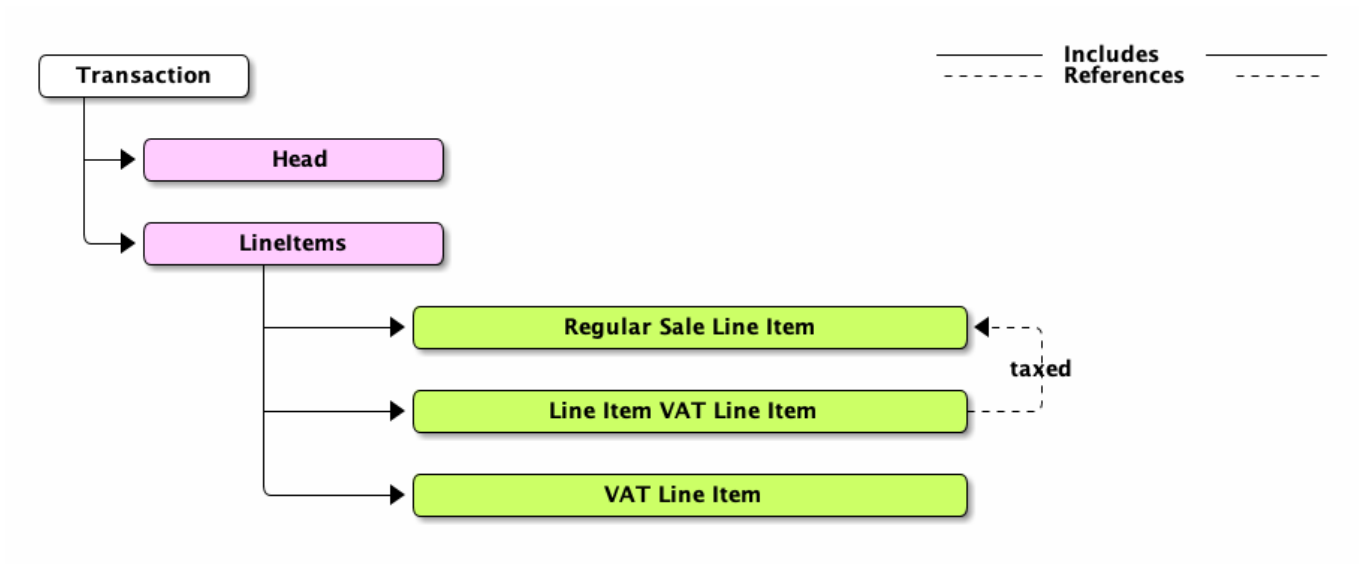 Transaction
Includes
References
Head
LineItems
Regular Sale Line Item
taxed
Line Item VAT Line Item
VAT Line Item